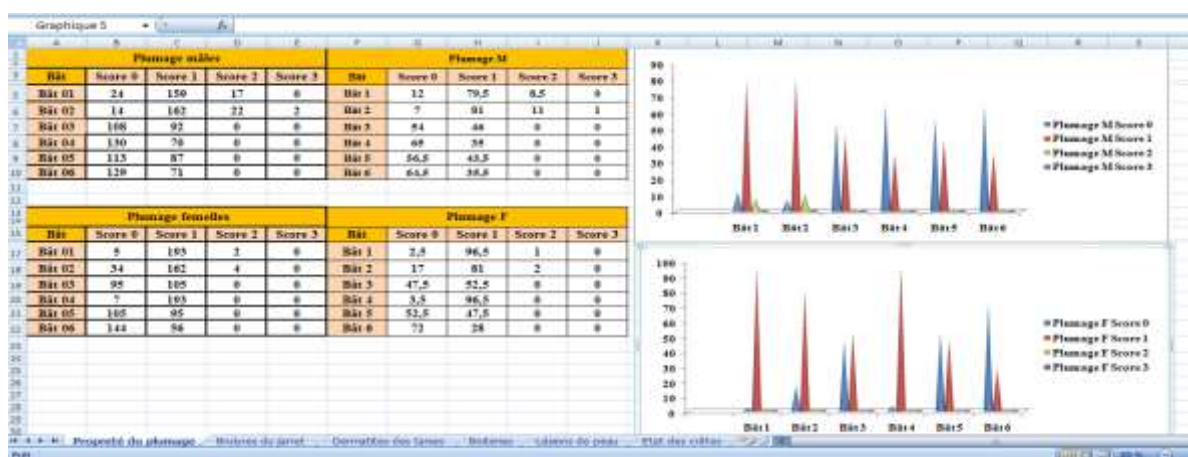 Graphique 5
Plumage mâles Plumage M
Bât Score 0 Score 1 Score 2 Score 3 Bât Score 0 Score 1 Score 2 Score 3
Bât 01 24 159 17 0 Bât 1 12 79,5 8,5 0
Bât 02 14 162 22 2 Bât 2 7 81 11 1
Bât 03 108 92 0 0 Bât 3 54 46 0 0
Bât 04 130 70 0 0 Bât 4 65 35 0 0
Bât 05 113 87 0 0 Bât 5 56,5 43,5 0 0
Bât 06 129 71 0 0 Bât 6 64,5 35,5 0 0
Plumage femelles Plumage F
Bât Score 0 Score 1 Score 2 Score 3 Bât Score 0 Score 1 Score 2 Score 3
Bât 01 5 193 2 0 Bât 1 2,5 96,5 1 0
Bât 02 34 162 4 0 Bât 2 17 81 2 0
Bât 03 95 105 0 0 Bât 3 47,5 52,5 0 0
Bât 04 7 193 0 0 Bât 4 3,5 96,5 0 0
Bât 05 105 95 0 0 Bât 5 52,5 47,5 0 0
Bât 06 144 56 0 0 Bât 6 72 28 0 0
90
80
70
60
50
40
30
20
10
0
Bât 1 Bât 2 Bât 3 Bât 4 Bât 5 Bât 6
Plumage M Score 0
Plumage M Score 1
Plumage M Score 2
Plumage M Score 3
100
90
80
70
60
50
40
30
20
10
0
Bât 1 Bât 2 Bât 3 Bât 4 Bât 5 Bât 6
Plumage F Score 0
Plumage F Score 1
Plumage F Score 2
Plumage F Score 3
Propreté du plumage Brulures du jarret Dermatites des tarses Boiteries Lésions de peau Etat des crêtes
Prêt